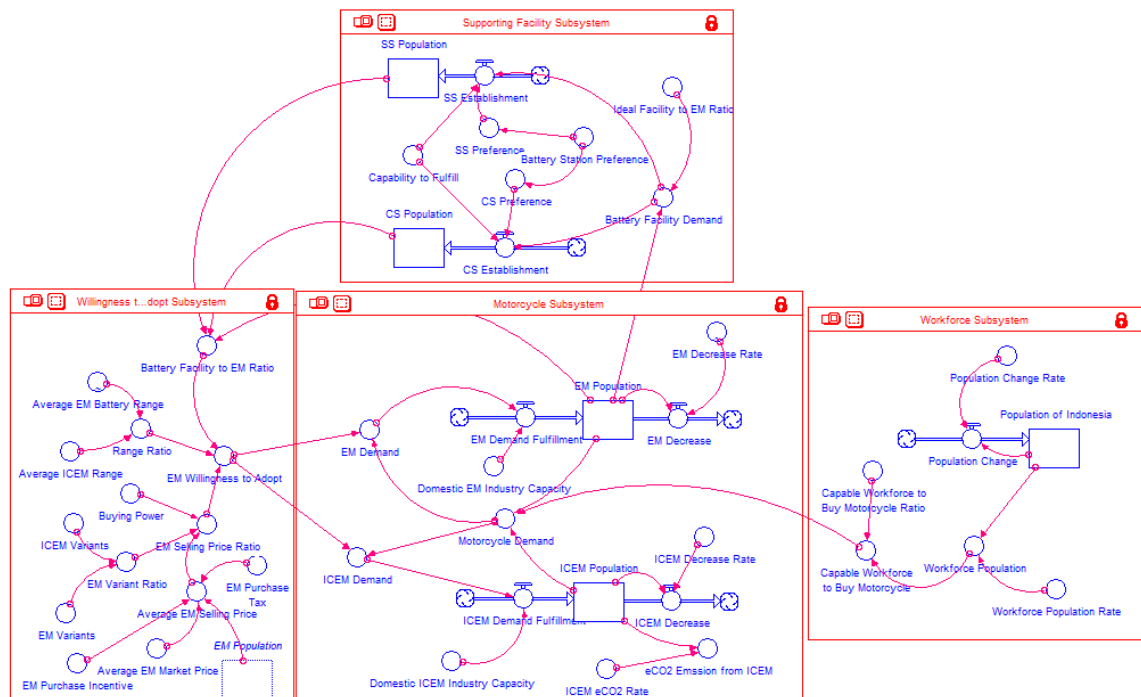 Supporting Facility Subsystem
SS Population
SS Establishment
Ideal Facility to EM Ratio
SS Preference
Battery Station Preference
Capability to Fulfill
CS Preference
CS Population
Battery Facility Demand
CS Establishment
Willingness t...dopt Subsystem
Battery Facility to EM Ratio
Average EM Battery Range
Range Ratio
Average ICEM Range
EM Willingness to Adopt
Buying Power
ICEM Variants
EM Selling Price Ratio
EM Variant Ratio
EM Purchase
Tax
Average EM Selling Price
EM Variants
EM Population
Average EM Market Price
EM Purchase Incentive
Motorcycle Subsystem
EM Decrease Rate
EM Population
EM Demand Fulfillment
EM Decrease
EM Demand
Domestic EM Industry Capacity
Motorcycle Demand
ICEM Decrease Rate
ICEM Population
ICEM Demand
ICEM Demand Fulfillment
ICEM Decrease
eCO2 Emssion from ICEM
Domestic ICEM Industry Capacity
ICEM eCO2 Rate
Workforce Subsystem
Population Change Rate
Population of Indonesia
Population Change
Capable Workforce to
Buy Motorcycle Ratio
Capable Workforce
to Buy Motorcycle
Workforce Population
Workforce Population Rate